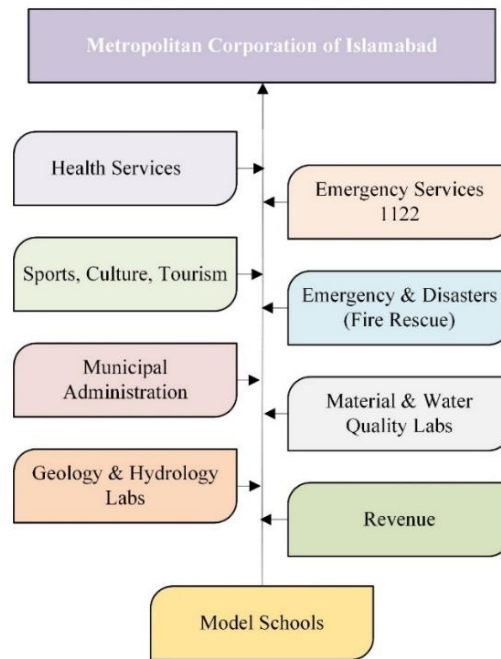 Metropolitan Corporation of Islamabad
Health Services
Emergency Services
1122
Sports, Culture, Tourism
Emergency & Disasters
(Fire Rescue)
Municipal
Administration
Material & Water
Quality Labs
Geology & Hydrology
Labs
Revenue
Model Schools